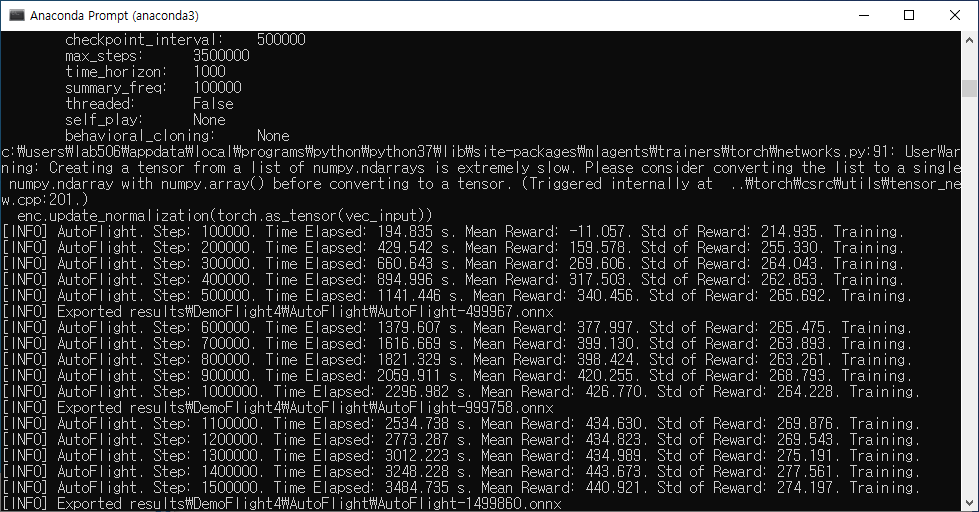 Anaconda Prompt (anaconda3)
checkpoint_interval: 500000
max_steps: 3500000
time_horizon: 1000
summary_freq: 100000
threaded: False
self_play: None
behavioral_cloning: None
c:₩users₩lab506₩appdata₩local₩programs₩python₩python37₩lib₩site-packages₩mlagents₩trainers₩torch₩networks.py:91: UserWar
ning: Creating a tensor from a list of numpy.ndarrays is extremely slow. Please consider converting the list to a single
numpy.ndarray with numpy.array() before converting to a tensor. (Triggered internally at ..₩torch₩csrc₩utils₩tensor_ne
w.cpp:201.)
enc.update_normalization(torch.as_tensor(vec_input))
[INFO] AutoFlight. Step: 100000. Time Elapsed: 194.835 s. Mean Reward: -11.057. Std of Reward: 214.935. Training.
[INFO] AutoFlight. Step: 200000. Time Elapsed: 429.542 s. Mean Reward: 159.578. Std of Reward: 255.330. Training.
[INFO] AutoFlight. Step: 300000. Time Elapsed: 660.643 s. Mean Reward: 269.606. Std of Reward: 264.043. Training.
[INFO] AutoFlight. Step: 400000. Time Elapsed: 894.996 s. Mean Reward: 317.503. Std of Reward: 262.853. Training.
[INFO] AutoFlight. Step: 500000. Time Elapsed: 1141.446 s. Mean Reward: 340.456. Std of Reward: 265.692. Training.
[INFO] Exported results₩DemoFlight4₩AutoFlight₩AutoFlight-499967.onnx
[INFO] AutoFlight. Step: 600000. Time Elapsed: 1379.607 s. Mean Reward: 377.997. Std of Reward: 265.475. Training.
[INFO] AutoFlight. Step: 700000. Time Elapsed: 1616.669 s. Mean Reward: 399.130. Std of Reward: 263.893. Training.
[INFO] AutoFlight. Step: 800000. Time Elapsed: 1821.329 s. Mean Reward: 398.424. Std of Reward: 263.261. Training.
[INFO] AutoFlight. Step: 900000. Time Elapsed: 2059.911 s. Mean Reward: 420.255. Std of Reward: 268.793. Training.
[INFO] AutoFlight. Step: 1000000. Time Elapsed: 2296.982 s. Mean Reward: 426.770. Std of Reward: 264.228. Training.
[INFO] Exported results₩DemoFlight4₩AutoFlight₩AutoFlight-999758.onnx
[INFO] AutoFlight. Step: 1100000. Time Elapsed: 2534.738 s. Mean Reward: 434.630. Std of Reward: 269.876. Training.
[INFO] AutoFlight. Step: 1200000. Time Elapsed: 2773.287 s. Mean Reward: 434.823. Std of Reward: 269.543. Training.
[INFO] AutoFlight. Step: 1300000. Time Elapsed: 3012.223 s. Mean Reward: 434.989. Std of Reward: 275.191. Training.
[INFO] AutoFlight. Step: 1400000. Time Elapsed: 3248.228 s. Mean Reward: 443.673. Std of Reward: 277.561. Training.
[INFO] AutoFlight. Step: 1500000. Time Elapsed: 3484.735 s. Mean Reward: 440.921. Std of Reward: 274.197. Training.
[INFO] Exported results₩DemoFlight4₩AutoFlight₩AutoFlight-1499860.onnx